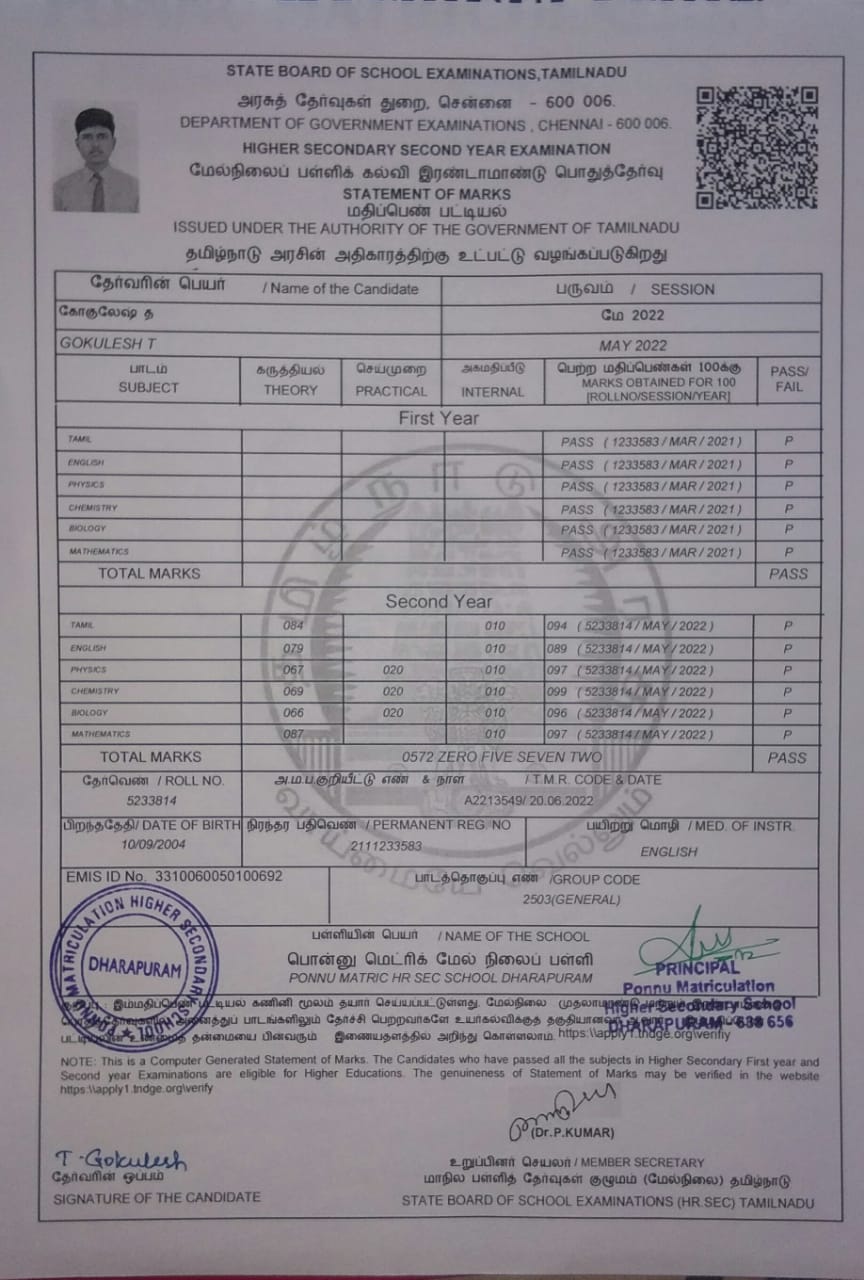 STATE BOARD OF SCHOOL EXAMINATIONS,TAMILNADU
அரசுத் தேர்வுகள் துறை, சென்னை - 600 006.
DEPARTMENT OF GOVERNMENT EXAMINATIONS , CHENNAI - 600 006.
HIGHER SECONDARY SECOND YEAR EXAMINATION
மேல்நிலைப் பள்ளிக் கல்வி இரண்டாமாண்டு பொதுத்தேர்வு
STATEMENT OF MARKS
மதிப்பெண் பட்டியல்
ISSUED UNDER THE AUTHORITY OF THE GOVERNMENT OF TAMILNADU
தமிழ்நாடு அரசின் அதிகாரத்திற்கு உட்பட்டு வழங்கப்படுகிறது
தேர்வரின் பெயர் / Name of the Candidate பருவம் / SESSION
கோகுலேஷ் த மே 2022
GOKULESH T MAY 2022
பாடம் கருத்தியல் செய்முறை அகமதிப்பீடு பெற்ற மதிப்பெண்கள் 100க்கு PASS/
SUBJECT THEORY PRACTICAL INTERNAL MARKS OBTAINED FOR 100 FAIL
[ROLLNO/SESSION/YEAR]
First Year
TAMIL PASS ( 1233583 / MAR / 2021 ) P
ENGLISH PASS ( 1233583 / MAR / 2021 ) P
PHYSICS PASS ( 1233583 / MAR / 2021 ) P
CHEMISTRY PASS ( 1233583 / MAR / 2021 ) P
BIOLOGY PASS ( 1233583 / MAR / 2021 ) P
MATHEMATICS PASS ( 1233583 / MAR / 2021 ) P
TOTAL MARKS PASS
Second Year
TAMIL 084 010 094 ( 5233814 / MAY / 2022 ) P
ENGLISH 079 010 089 ( 5233814 / MAY / 2022 ) P
PHYSICS 067 020 010 097 ( 5233814 / MAY / 2022 ) P
CHEMISTRY 069 020 010 099 ( 5233814 / MAY / 2022 ) P
BIOLOGY 066 020 010 096 ( 5233814 / MAY / 2022 ) P
MATHEMATICS 087 010 097 ( 5233814 / MAY / 2022 ) P
TOTAL MARKS 0572 ZERO FIVE SEVEN TWO PASS
தேர்வெண் / ROLL NO. அ.ம.ப.குறியீட்டு எண் & நாள் / T.M.R. CODE & DATE
5233814 A2213549/ 20.06.2022
பிறந்ததேதி/ DATE OF BIRTH நிரந்தர பதிவெண் / PERMANENT REG. NO பயிற்று மொழி / MED. OF INSTR.
10/09/2004 2111233583 ENGLISH
EMIS ID No. 3310060050100692 பாடத்தொகுப்பு எண் /GROUP CODE
2503(GENERAL)
பள்ளியின் பெயர் / NAME OF THE SCHOOL
பொன்னு மெட்ரிக் மேல் நிலைப் பள்ளி
PONNU MATRIC HR SEC SCHOOL DHARAPURAM
PONNU MATRICULATION HIGHER SECONDARY SCHOOL
DHARAPURAM
PRINCIPAL
Ponnu Matriculation
Higher Secondary School
DHARAPURAM - 638 656
இம்மதிப்பெண் பட்டியல் கணினி மூலம் தயார் செய்யப்பட்டுள்ளது. மேல்நிலை
அனைத்துப் பாடங்களிலும் தேர்ச்சி பெற்றவர்களே உயர்கல்விக்குத்
தன்மையை பின்வரும் இணையதளத்தில் அறிந்து கொள்ளலாம். https:\\apply1.tndge.org\verifiy
NOTE: This is a Computer Generated Statement of Marks. The Candidates who have passed all the subjects in Higher Secondary First year and
Second year Examinations are eligible for Higher Educations. The genuineness of Statement of Marks may be verified in the website
https:\\apply1.tndge.org\verify
(Dr.P.KUMAR)
T. Gokulesh
தேர்வரின் ஒப்பம்
SIGNATURE OF THE CANDIDATE
உறுப்பினர் செயலர் / MEMBER SECRETARY
மாநில பள்ளித் தேர்வுகள் குழுமம் (மேல்நிலை) தமிழ்நாடு
STATE BOARD OF SCHOOL EXAMINATIONS (HR.SEC) TAMILNADU